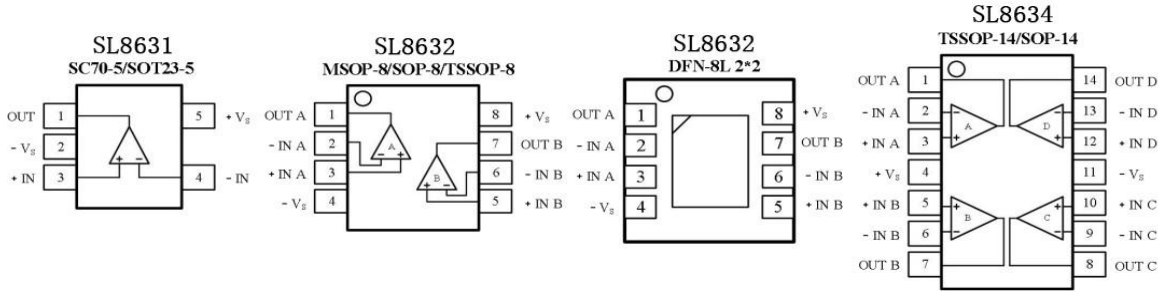 SL8631
SC70-5/SOT23-5
OUT 1 5 + VS
- VS 2
+ IN 3 4 - IN
+ -
SL8632
MSOP-8/SOP-8/TSSOP-8
OUT A 1 8 + VS
- IN A 2 7 OUT B
+ IN A 3 6 - IN B
- VS 4 5 + IN B
A
- +
B
+ -
SL8632
DFN-8L 2*2
OUT A 1 8 + VS
- IN A 2 7 OUT B
+ IN A 3 6 - IN B
- VS 4 5 + IN B
SL8634
TSSOP-14/SOP-14
OUT A 1 14 OUT D
- IN A 2 - A D - 13 - IN D
+ IN A 3 + + 12 + IN D
+ VS 4 11 - VS
+ IN B 5 + B C + 10 + IN C
- IN B 6 - - 9 - IN C
OUT B 7 8 OUT C